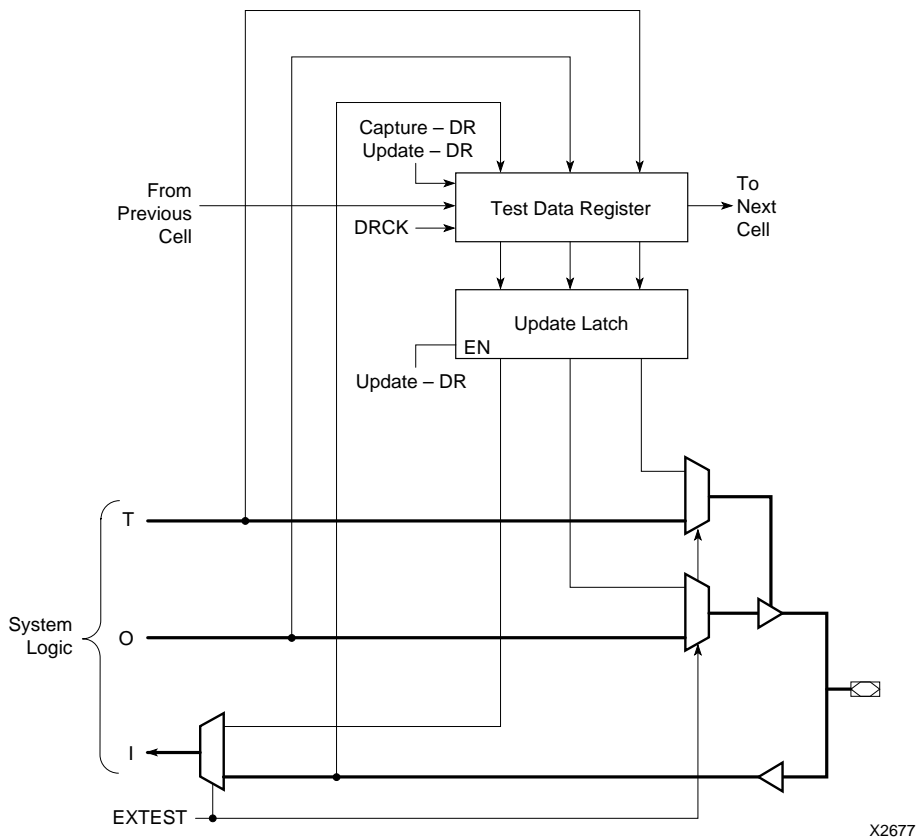 Capture – DR
Update – DR
From
Previous
Cell
DRCK
Test Data Register
To
Next
Cell
Update Latch
EN
Update – DR
T
System
Logic
O
I
EXTEST
X2677